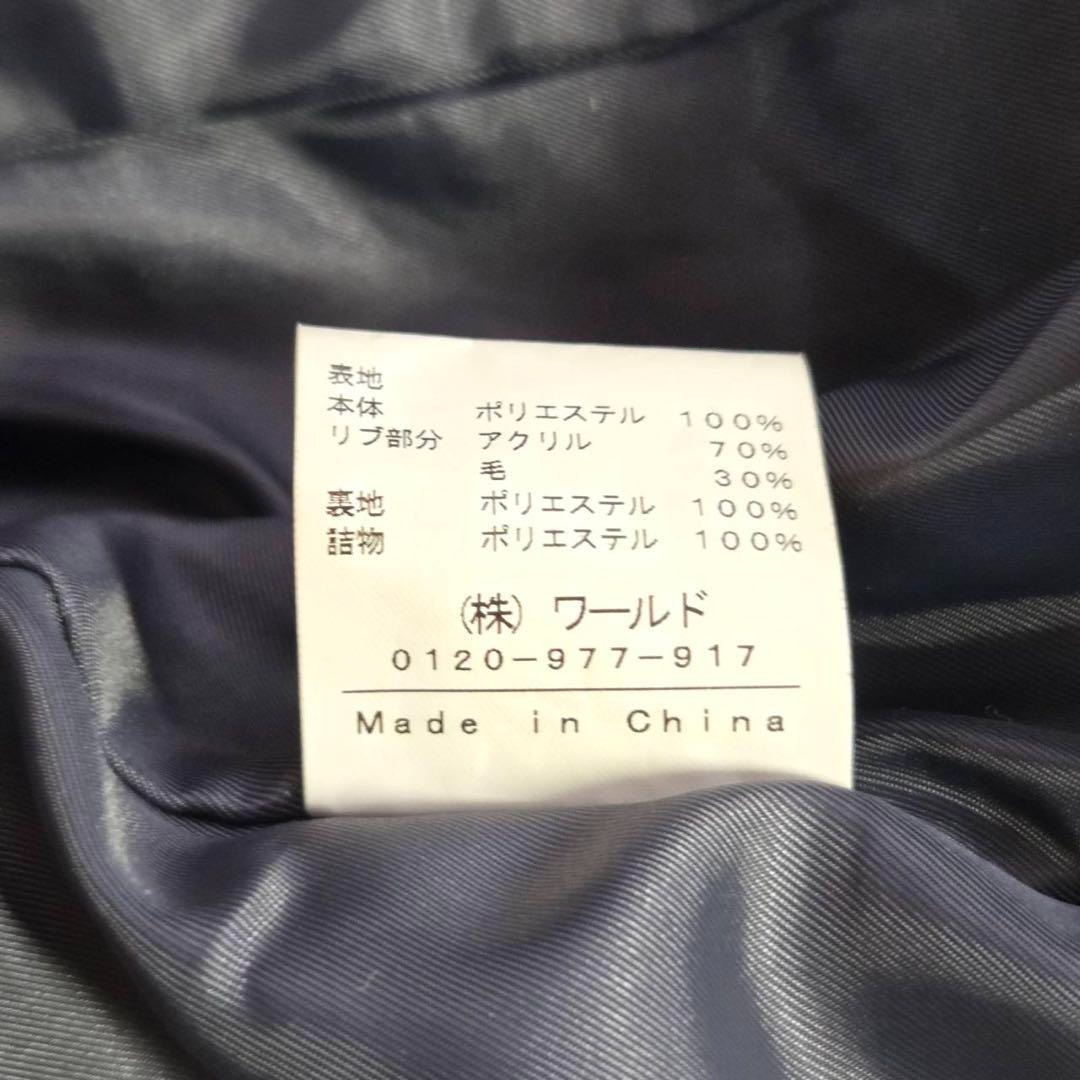 表地
本体 ポリエステル 100%
リブ部分 アクリル 70%
毛 30%
裏地 ポリエステル 100%
詰物 ポリエステル 100%
(株) ワールド
0120-977-917
Made in China